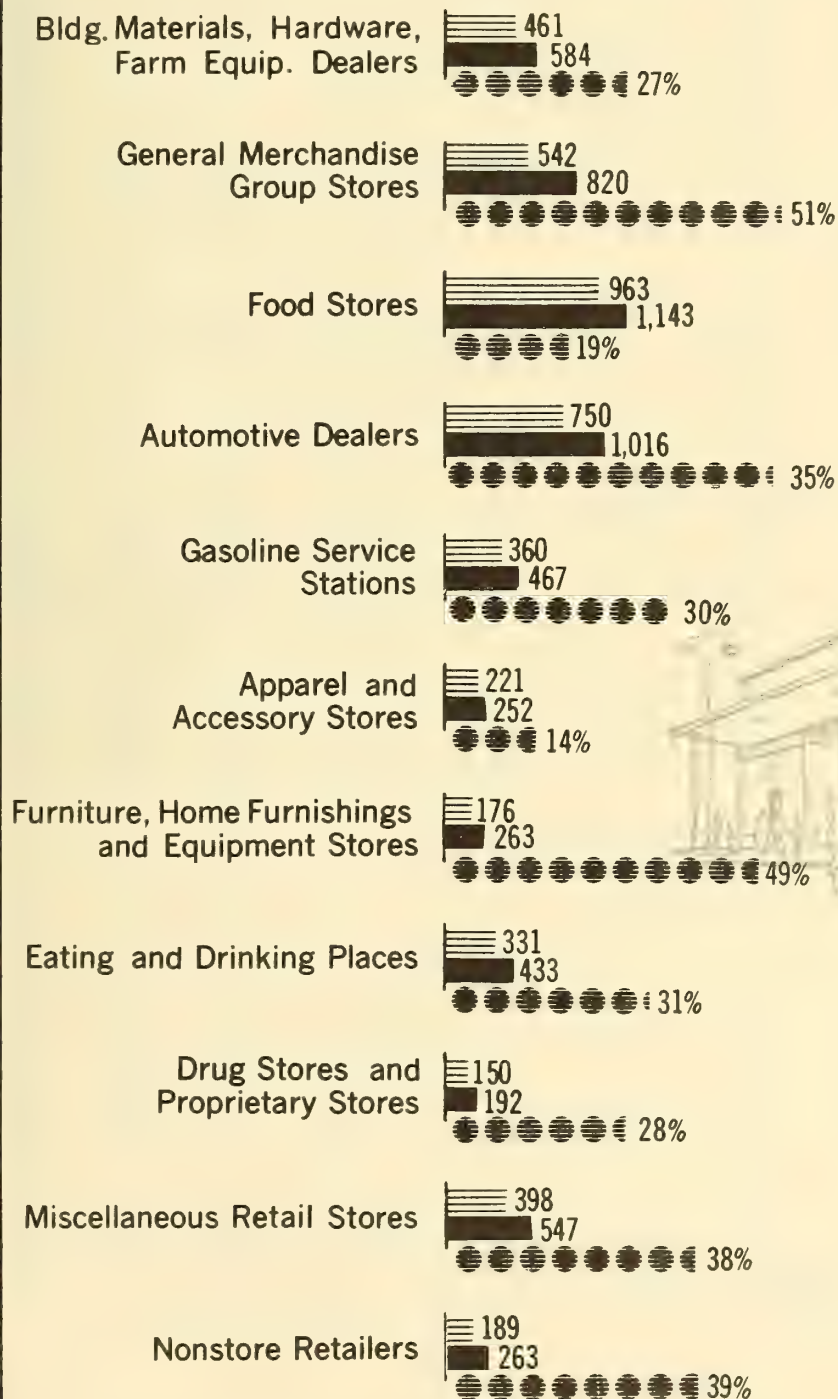 Bldg. Materials, Hardware,
Farm Equip. Dealers
461
584
27%
General Merchandise
Group Stores
542
820
51%
Food Stores
963
1,143
19%
Automotive Dealers
750
1,016
35%
Gasoline Service
Stations
360
467
30%
Apparel and
Accessory Stores
221
252
14%
Furniture, Home Furnishings
and Equipment Stores
176
263
49%
Eating and Drinking Places
331
433
31%
Drug Stores and
Proprietary Stores
150
192
28%
Miscellaneous Retail Stores
398
547
38%
Nonstore Retailers
189
263
39%